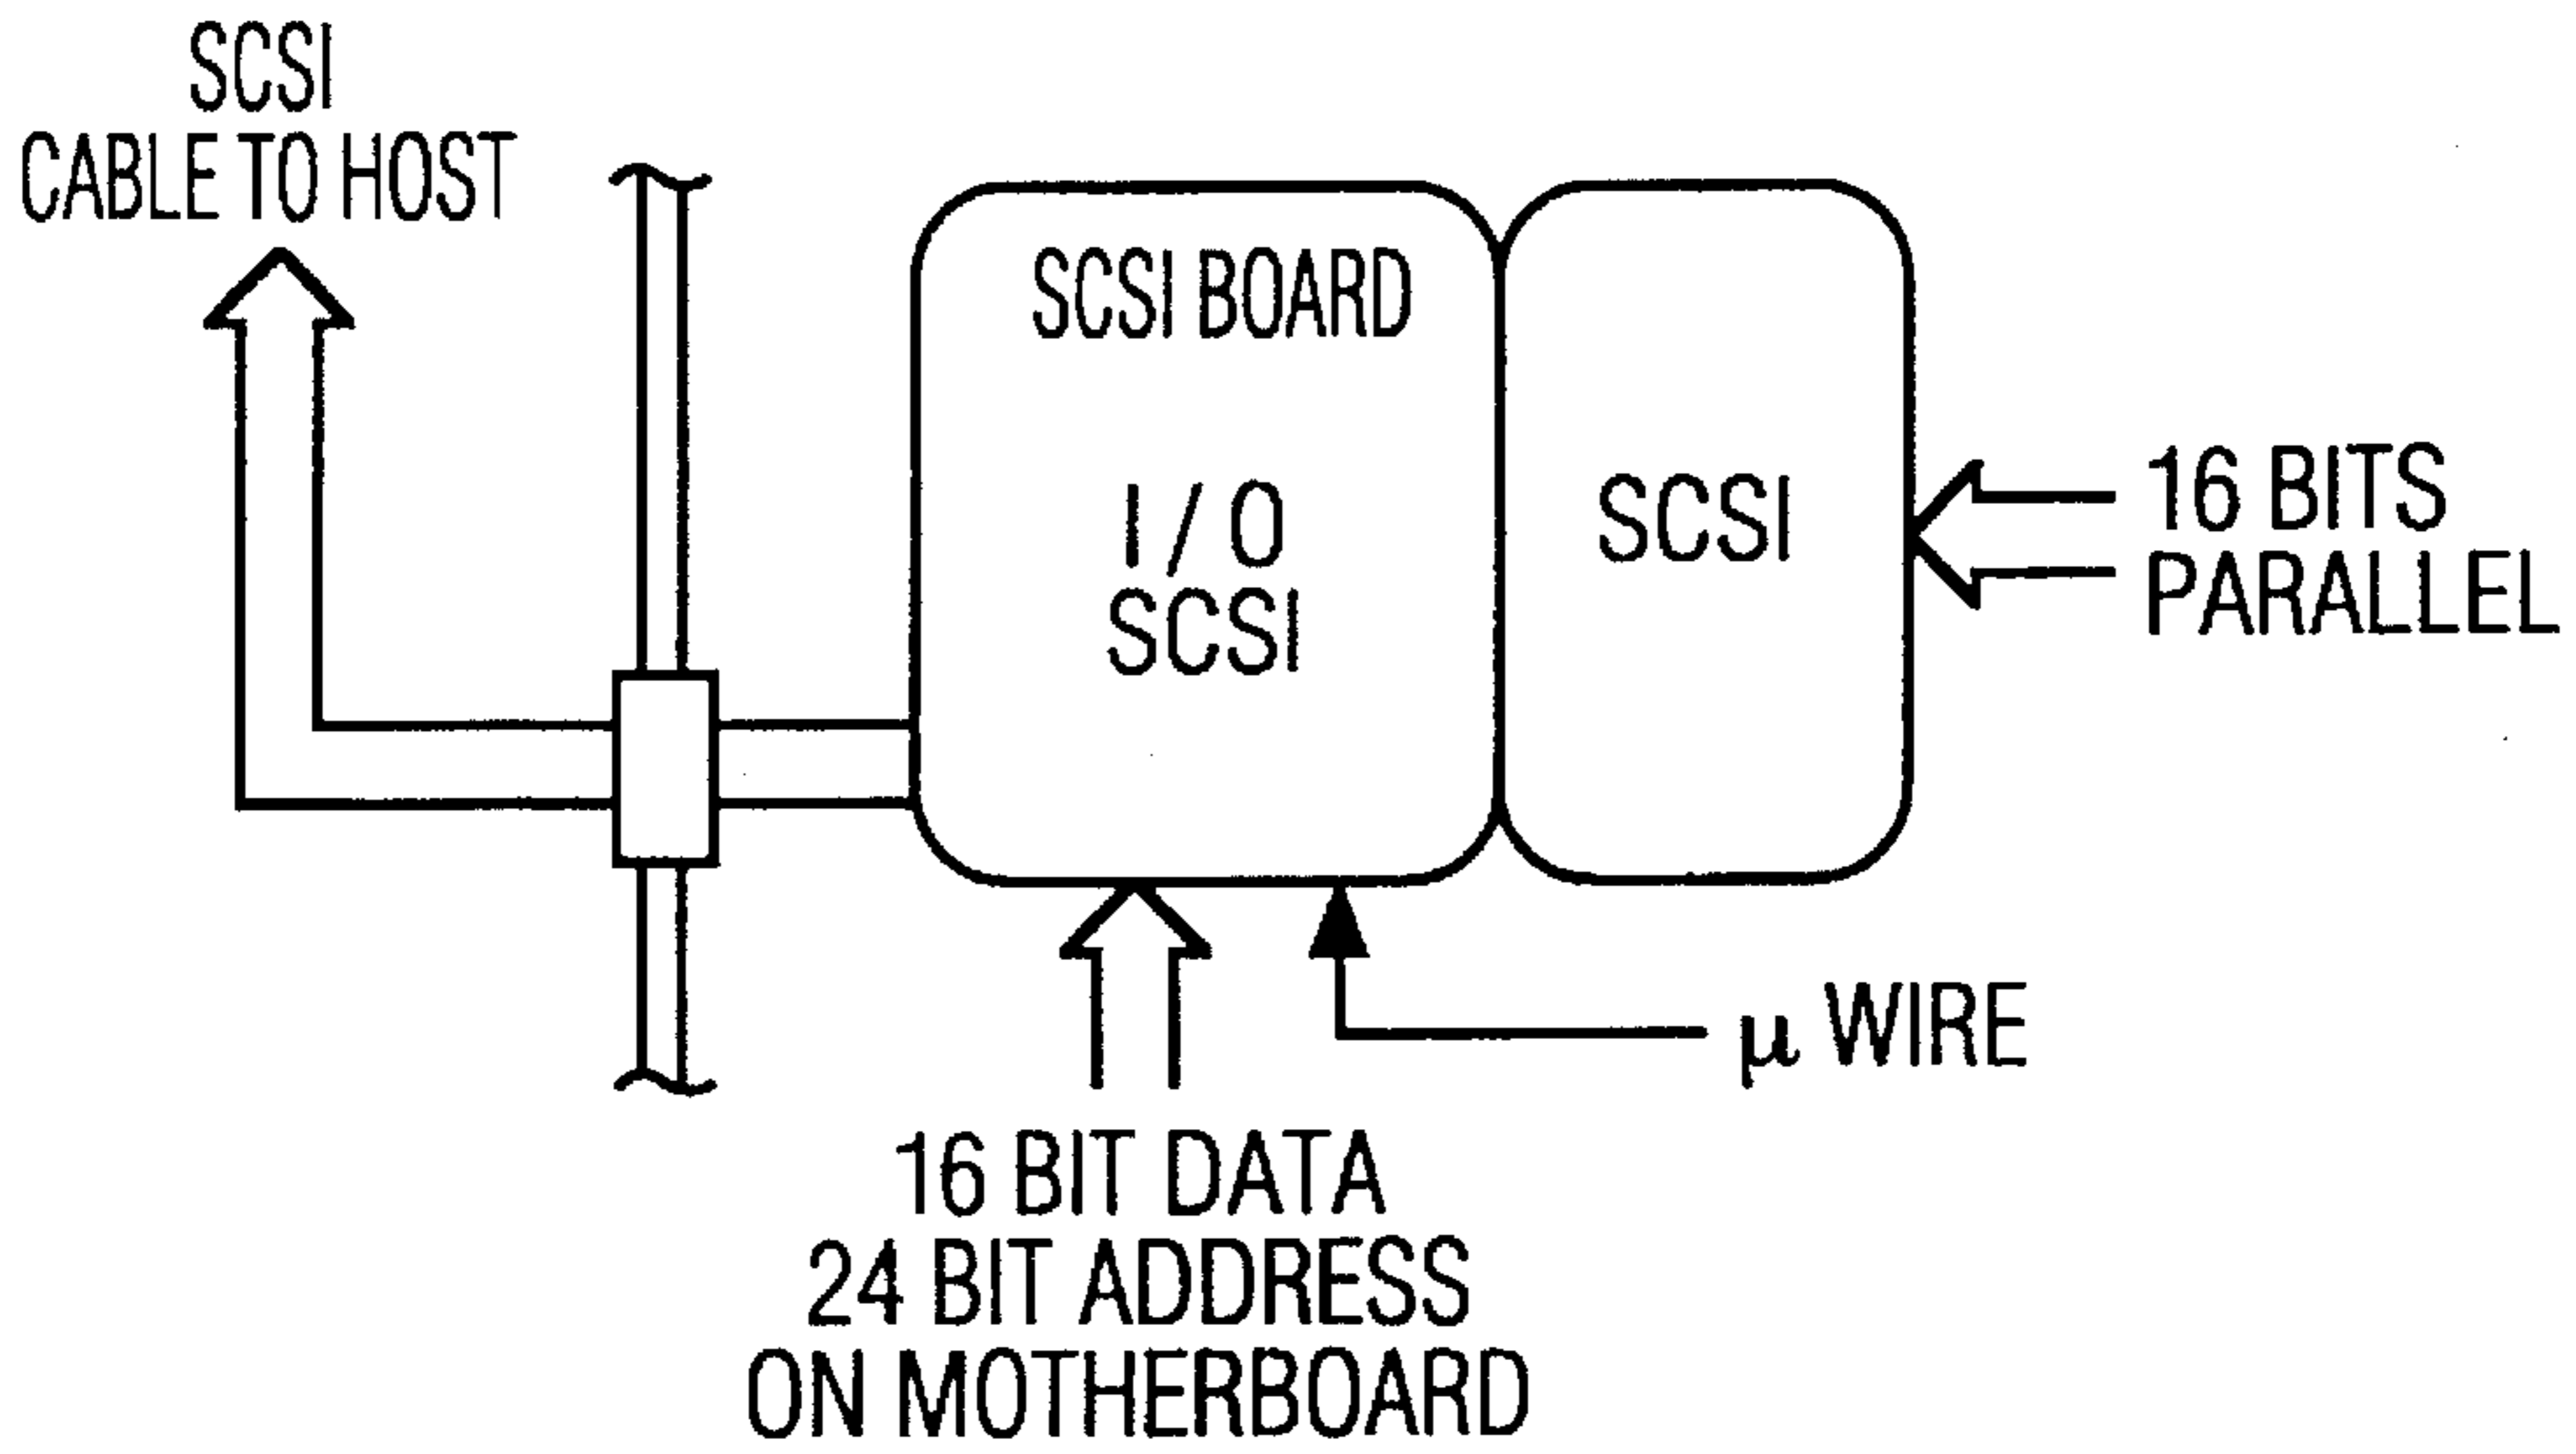 SCSI
CABLE TO HOST
SCSI BOARD
I / O
SCSI
SCSI
16 BITS
PARALLEL
μ WIRE
16 BIT DATA
24 BIT ADDRESS
ON MOTHERBOARD